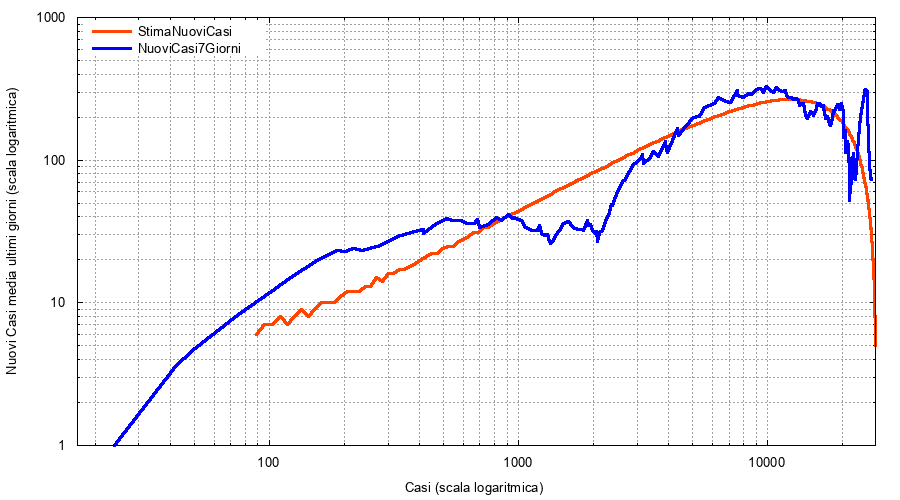 1000
100
10
1
StimaNuoviCasi
NuoviCasi7Giorni
Nuovi Casi media ultimi giorni (scala logaritmica)
100
1000
10000
Casi (scala logaritmica)